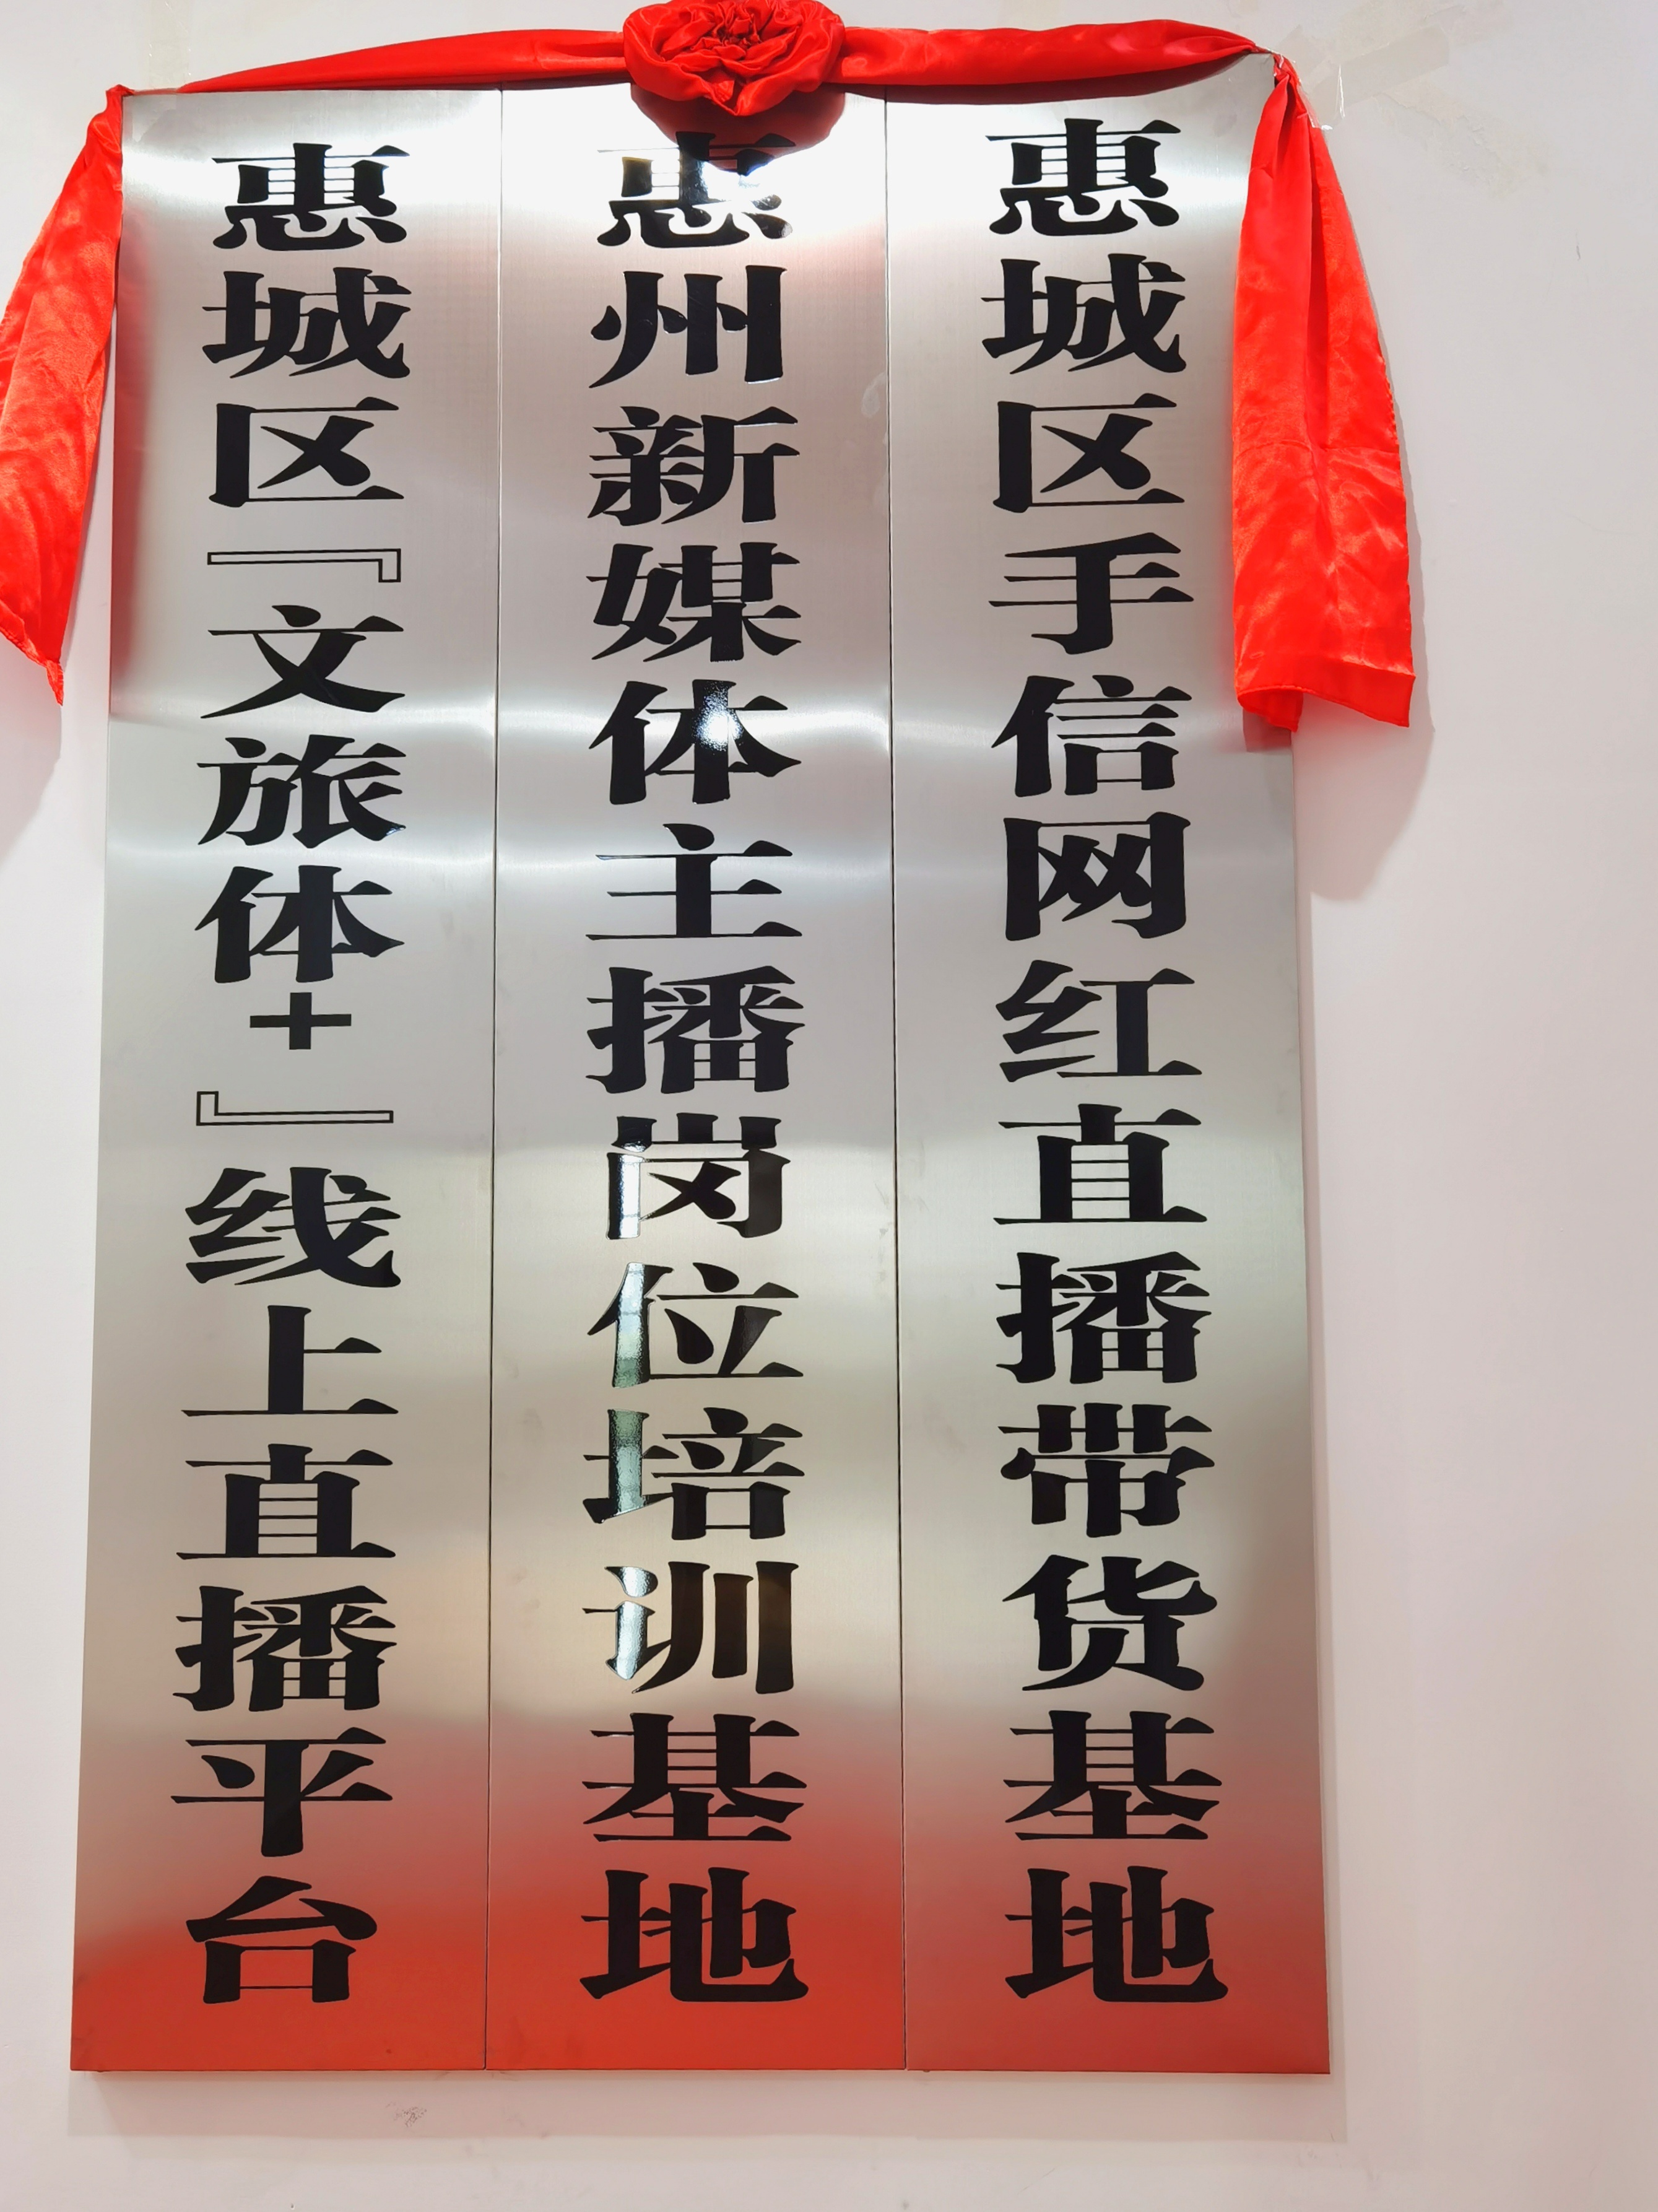 惠城区『文旅体+』线上直播平台
惠州新媒体主播岗位培训基地
惠城区手信网红直播带货基地